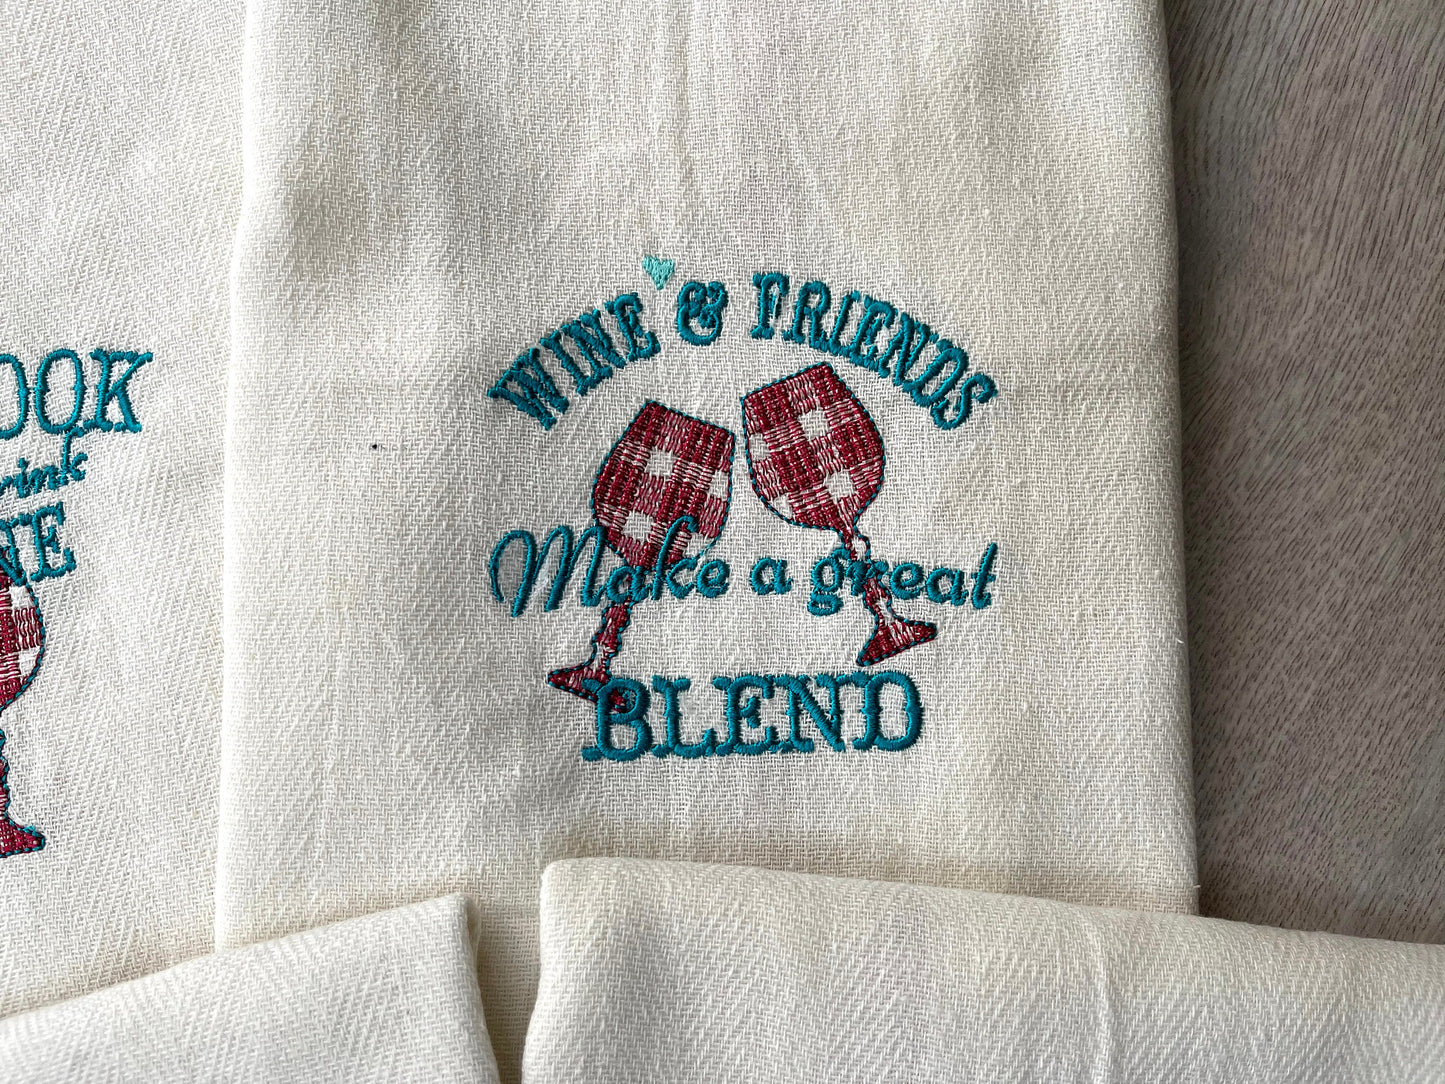 WINE & FRIENDS
Make a great
BLEND
OOK
rink
NE